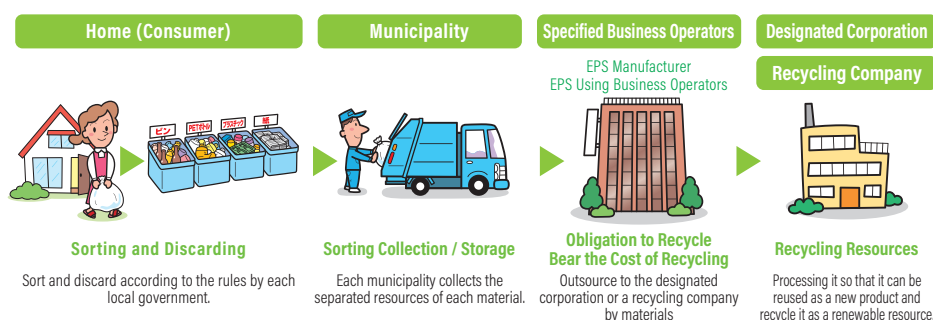 Home (Consumer)
Municipality
Specified Business Operators
Designated Corporation
Recycling Company
EPS Manufacturer
EPS Using Business Operators
ビン
PETボトル
プラスチック
紙
Sorting and Discarding
Sort and discard according to the rules by each
local government.
Sorting Collection / Storage
Each municipality collects the
separated resources of each material.
Obligation to Recycle
Bear the Cost of Recycling
Outsource to the designated
corporation or a recycling company
by materials
Recycling Resources
Processing it so that it can be
reused as a new product and
recycle it as a renewable resource